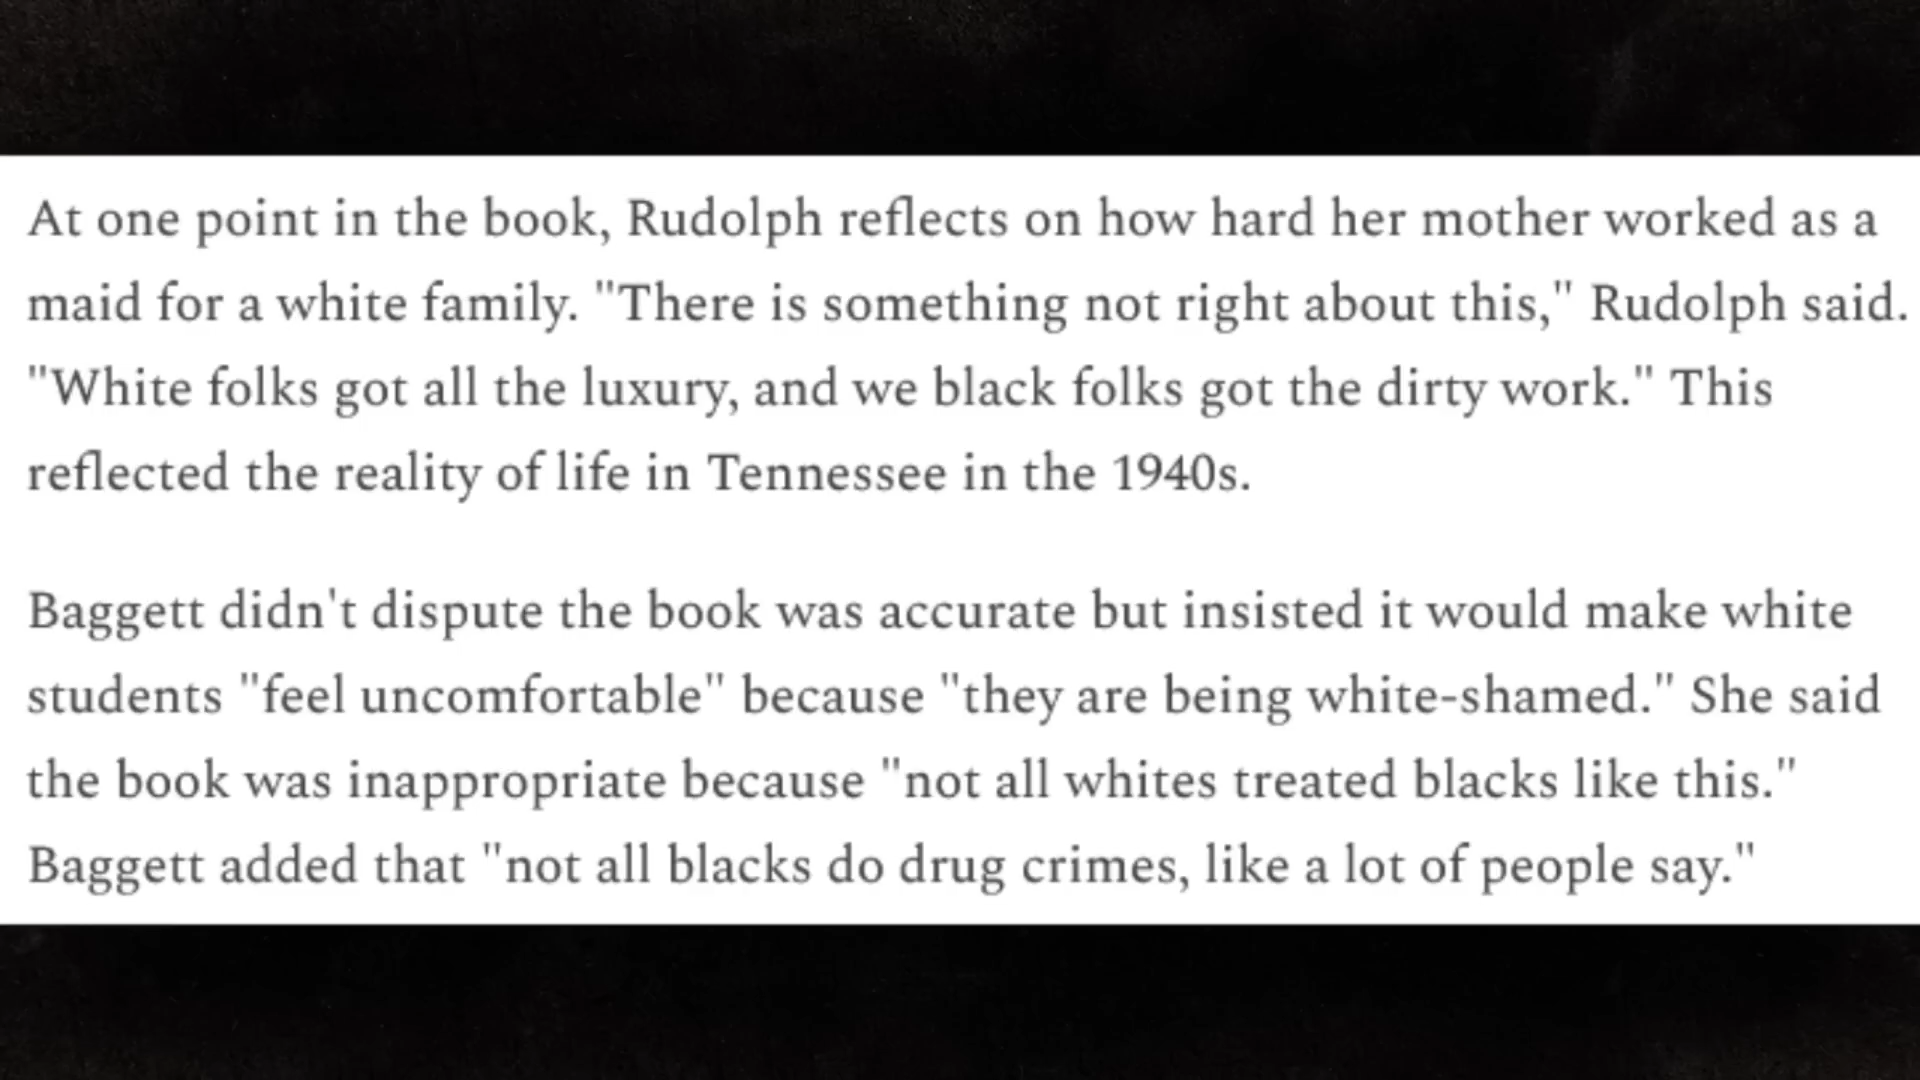 At one point in the book, Rudolph reflects on how hard her mother worked as a
maid for a white family. "There is something not right about this," Rudolph said.
"White folks got all the luxury, and we black folks got the dirty work." This
reflected the reality of life in Tennessee in the 1940s.
Baggett didn't dispute the book was accurate but insisted it would make white
students "feel uncomfortable" because "they are being white-shamed." She said
the book was inappropriate because "not all whites treated blacks like this."
Baggett added that "not all blacks do drug crimes, like a lot of people say."